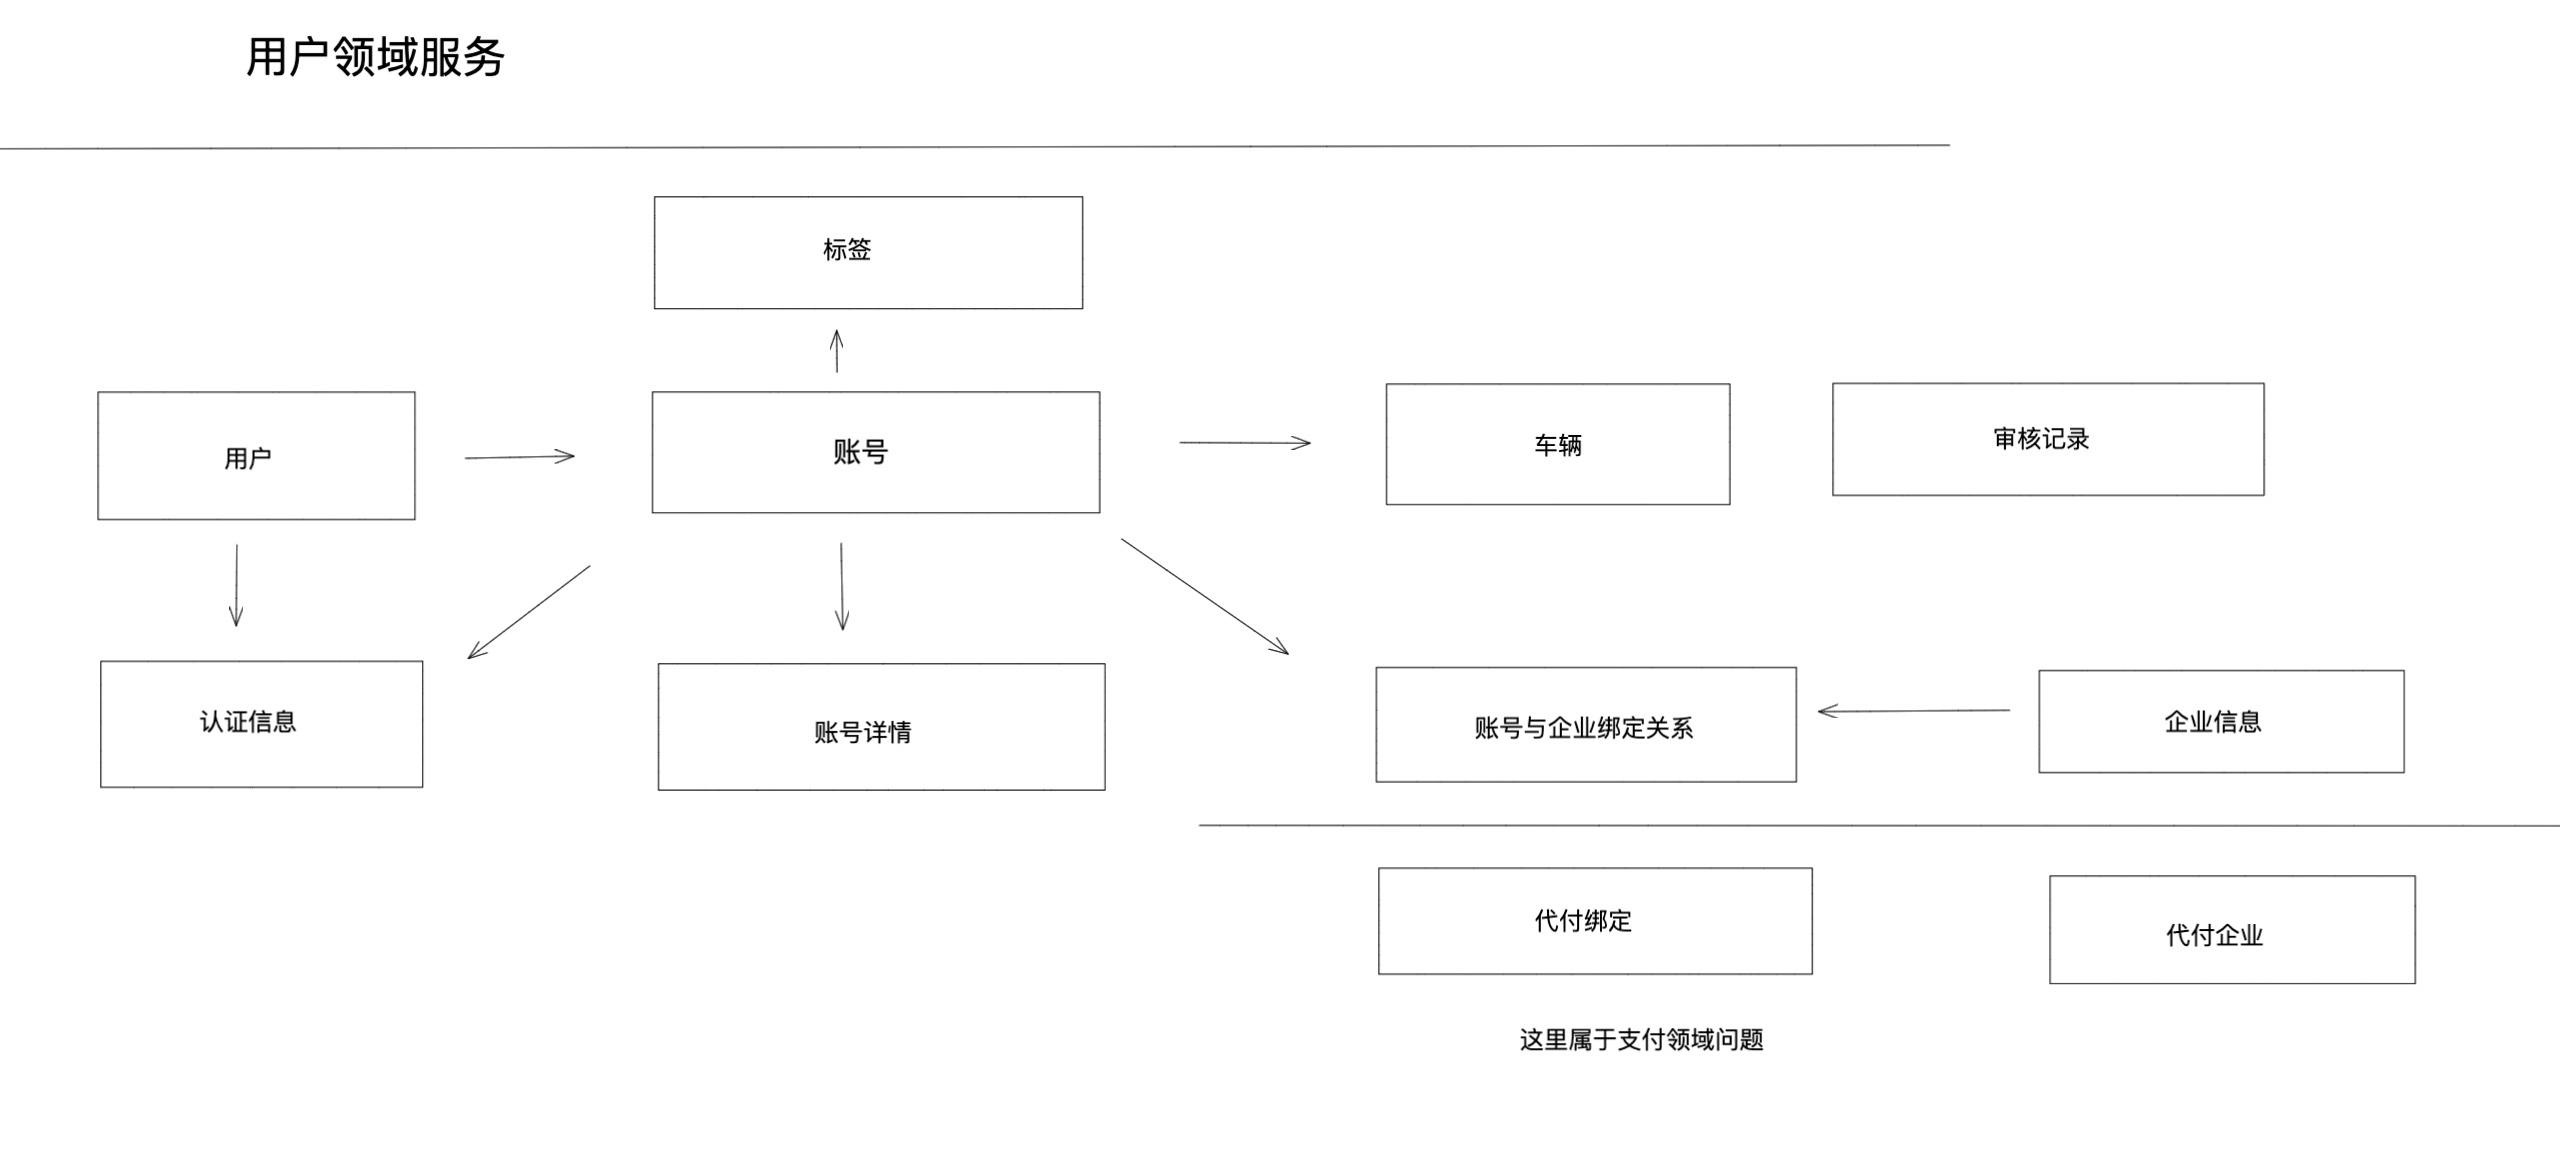 用户领域服务
标签
用户
账号
车辆
审核记录
认证信息
账号详情
账号与企业绑定关系
企业信息
代付绑定
代付企业
这里属于支付领域问题